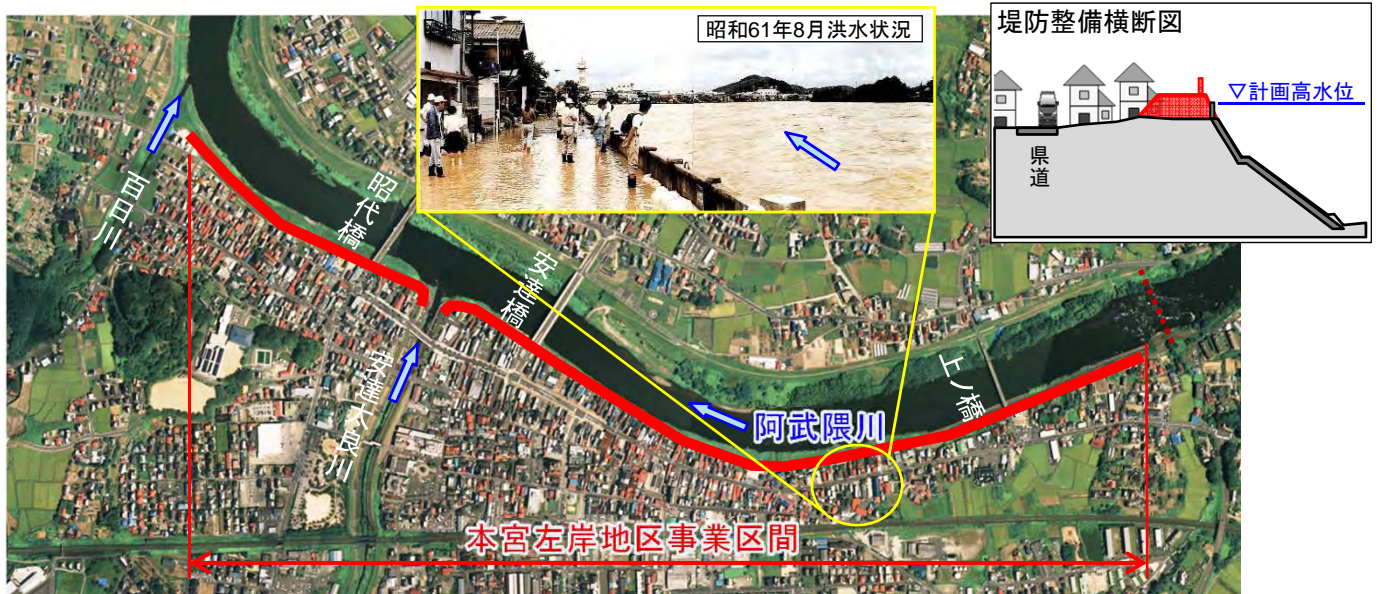 昭和61年8月洪水状況
堤防整備横断図
▽計画高水位
県道
百日川
昭代橋
安達橋
安達太良川
上ノ橋
阿武隈川
本宮左岸地区事業区間